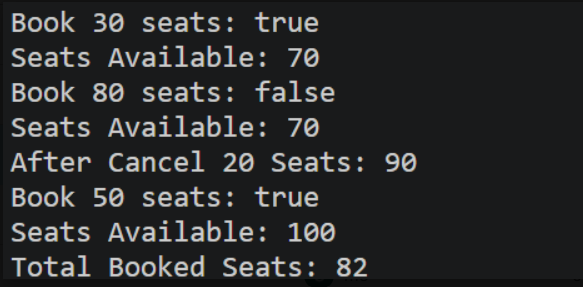 Book 30 seats: true
Seats Available: 70
Book 80 seats: false
Seats Available: 70
After Cancel 20 Seats: 90
Book 50 seats: true
Seats Available: 100
Total Booked Seats: 82